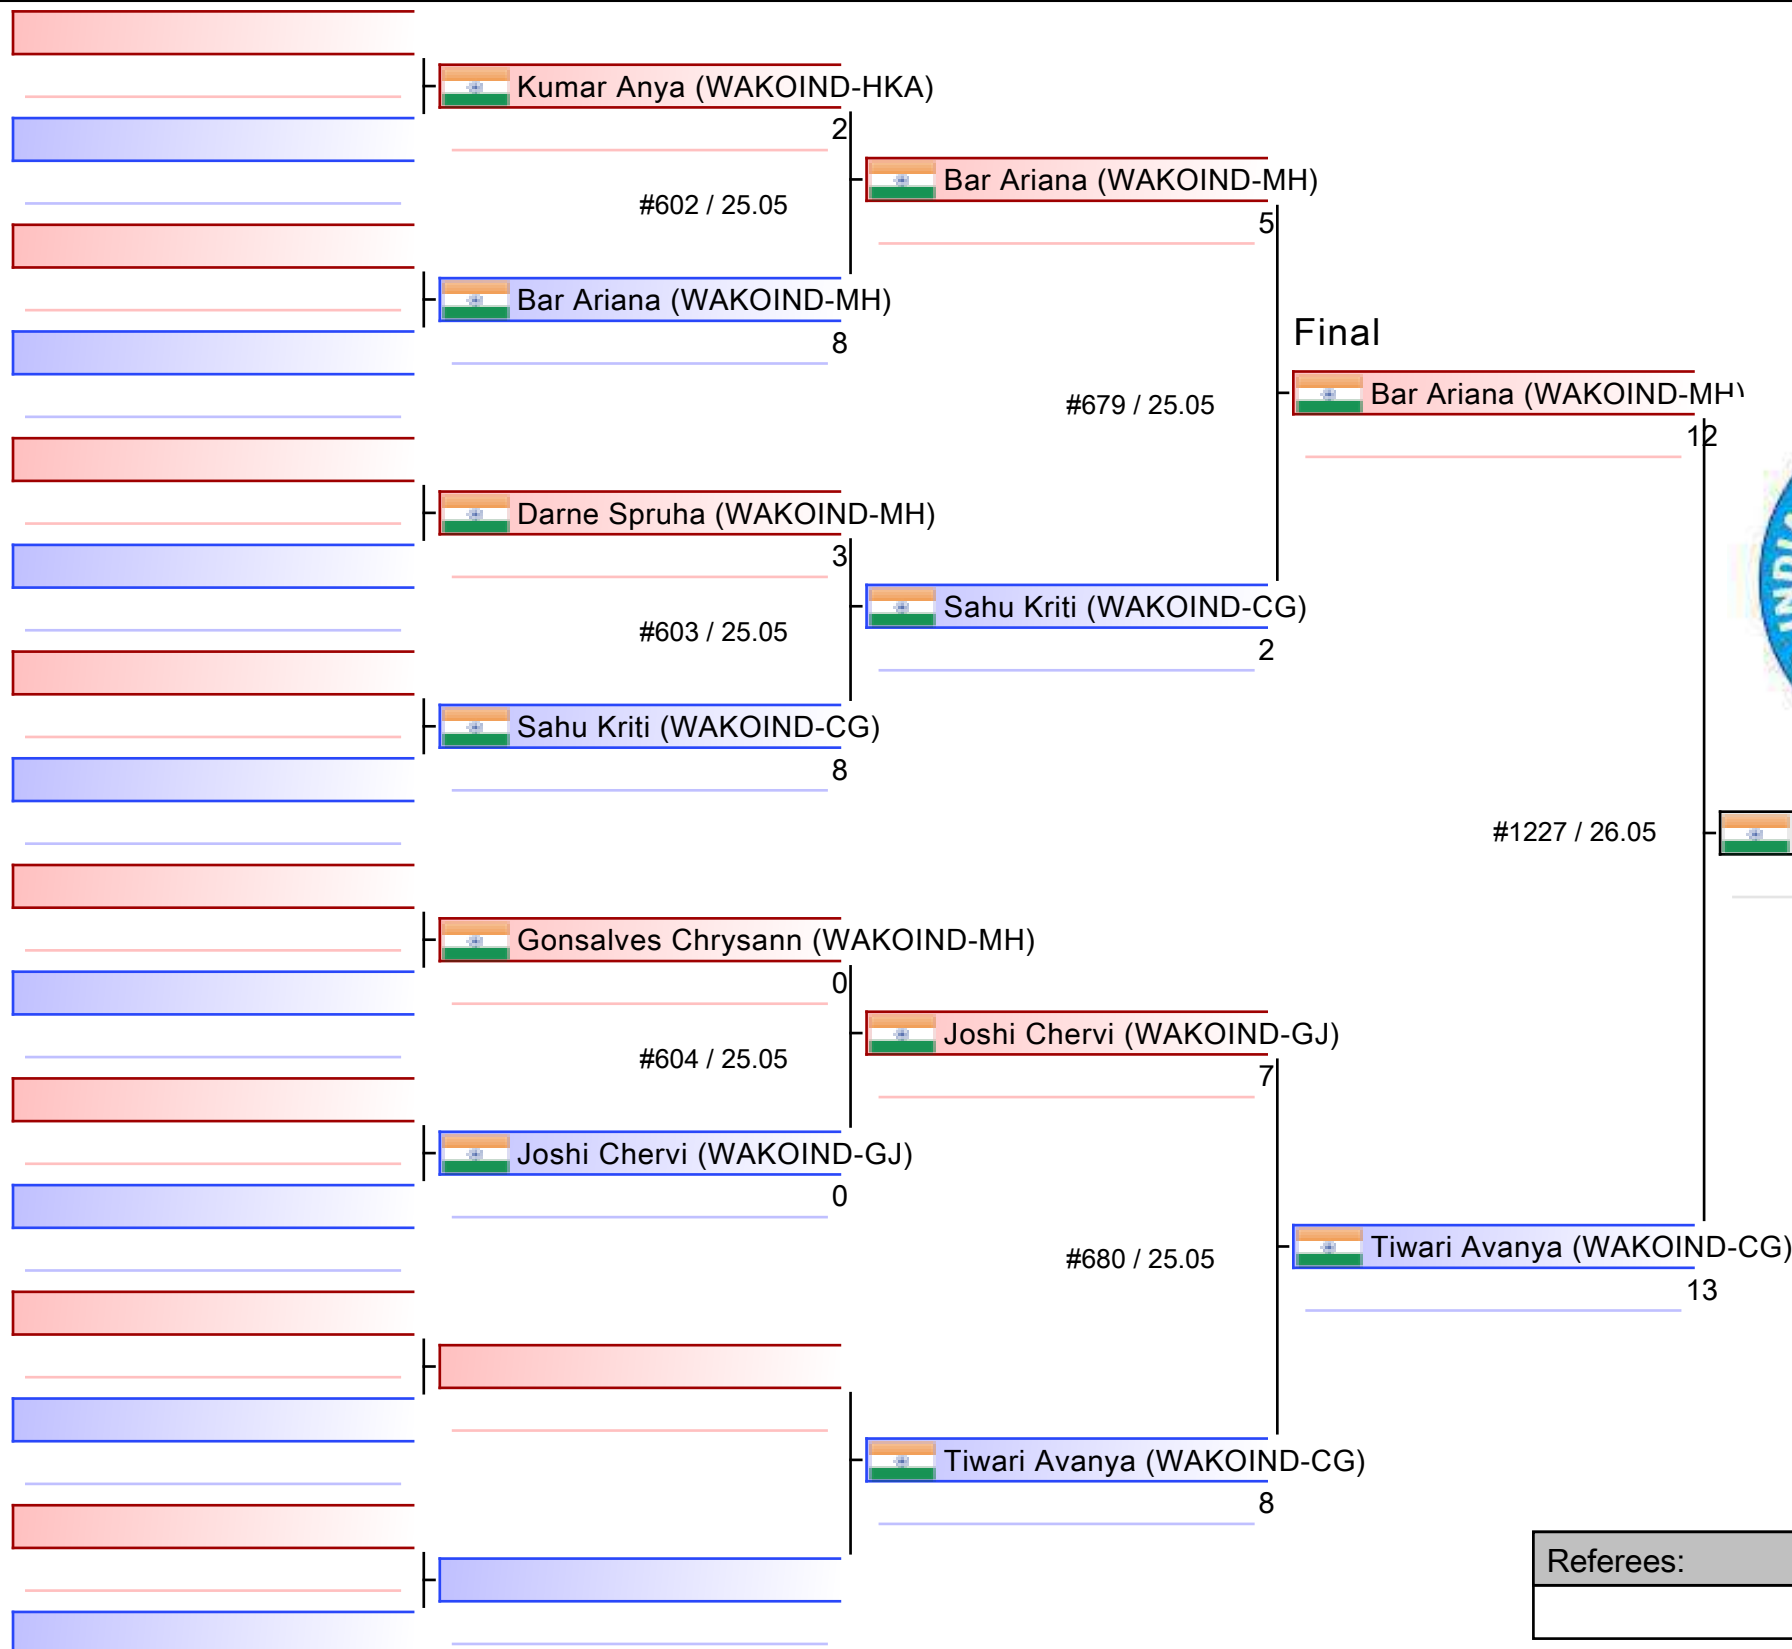 Kumar Anya (WAKOIND-HKA)
2
#602 / 25.05
Bar Ariana (WAKOIND-MH)
8
Darne Spruha (WAKOIND-MH)
3
#603 / 25.05
Sahu Kriti (WAKOIND-CG)
8
Gonsalves Chrysann (WAKOIND-MH)
0
#604 / 25.05
Joshi Chervi (WAKOIND-GJ)
0
Bar Ariana (WAKOIND-MH)
5
#679 / 25.05
Sahu Kriti (WAKOIND-CG)
2
Joshi Chervi (WAKOIND-GJ)
7
#680 / 25.05
Tiwari Avanya (WAKOIND-CG)
8
Final
Bar Ariana (WAKOIND-MH)
12
#1227 / 26.05
Tiwari Avanya (WAKOIND-CG)
13
INDIA
Referees: